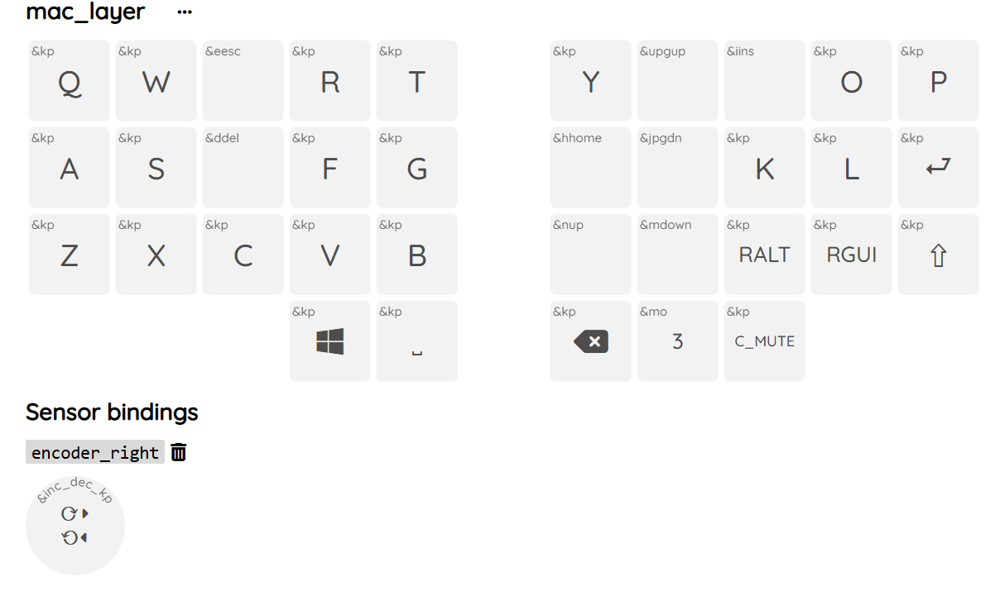 mac_layer ...
&kp &kp &eesc &kp &kp &kp &upgup &iins &kp &kp
Q W R T Y O P
&kp &kp &ddel &kp &kp &hhome &jpgdn &kp &kp &kp
A S F G K L
&kp &kp &kp &kp &kp &nup &mdown &kp &kp &kp
Z X C V B RALT RGUI
&kp &kp &kp &mo &kp
3 C_MUTE
Sensor bindings
encoder_right
&inc_dec_kp